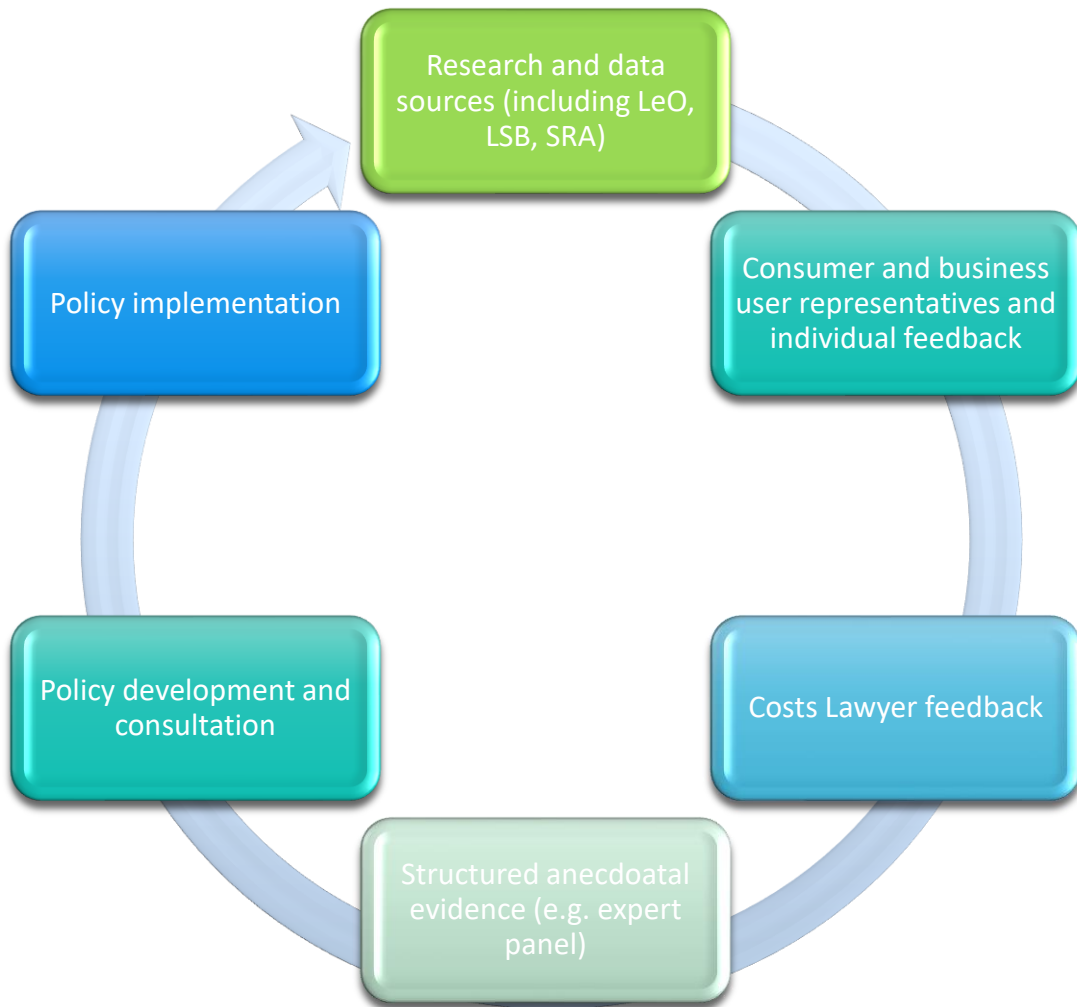 Research and data
sources (including LeO,
LSB, SRA)
Consumer and business
user representatives and
individual feedback
Costs Lawyer feedback
Structured anecdoatal
evidence (e.g. expert
panel)
Policy development and
consultation
Policy implementation